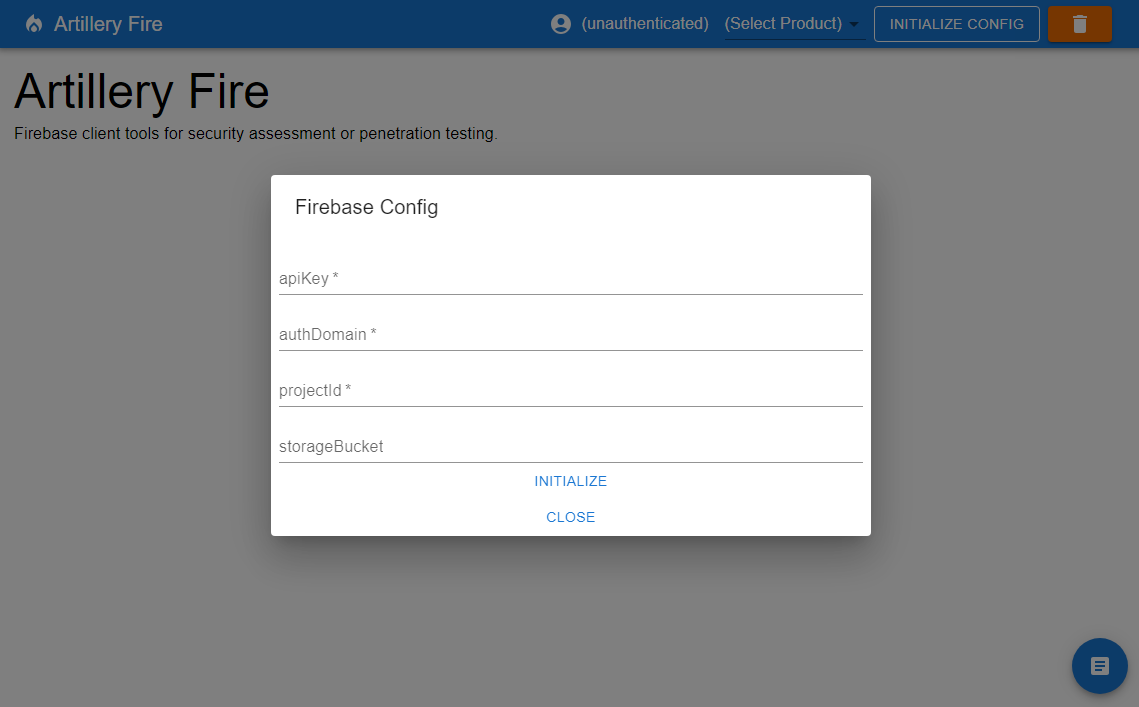 Artillery Fire
(unauthenticated)
(Select Product)
INITIALIZE CONFIG
Artillery Fire
Firebase client tools for security assessment or penetration testing.
Firebase Config
apiKey *
authDomain *
projectId *
storageBucket
INITIALIZE
CLOSE